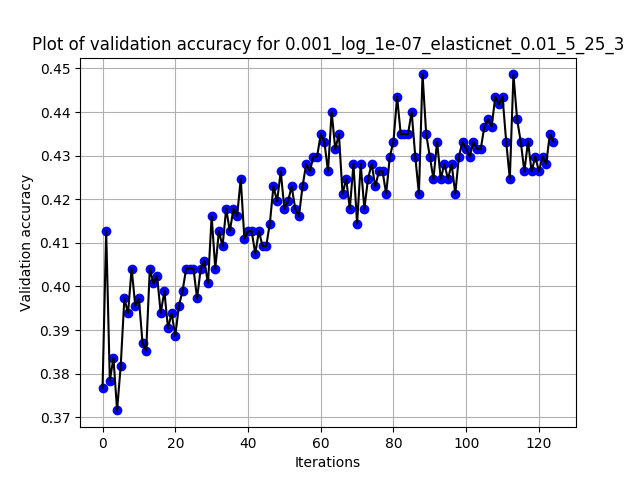 Plot of validation accuracy for 0.001_log_1e-07_elasticnet_0.01_5_25_3
0.45
0.44
0.43
0.42
0.41
0.40
0.39
0.38
0.37
Validation accuracy
0 20 40 60 80 100 120
Iterations